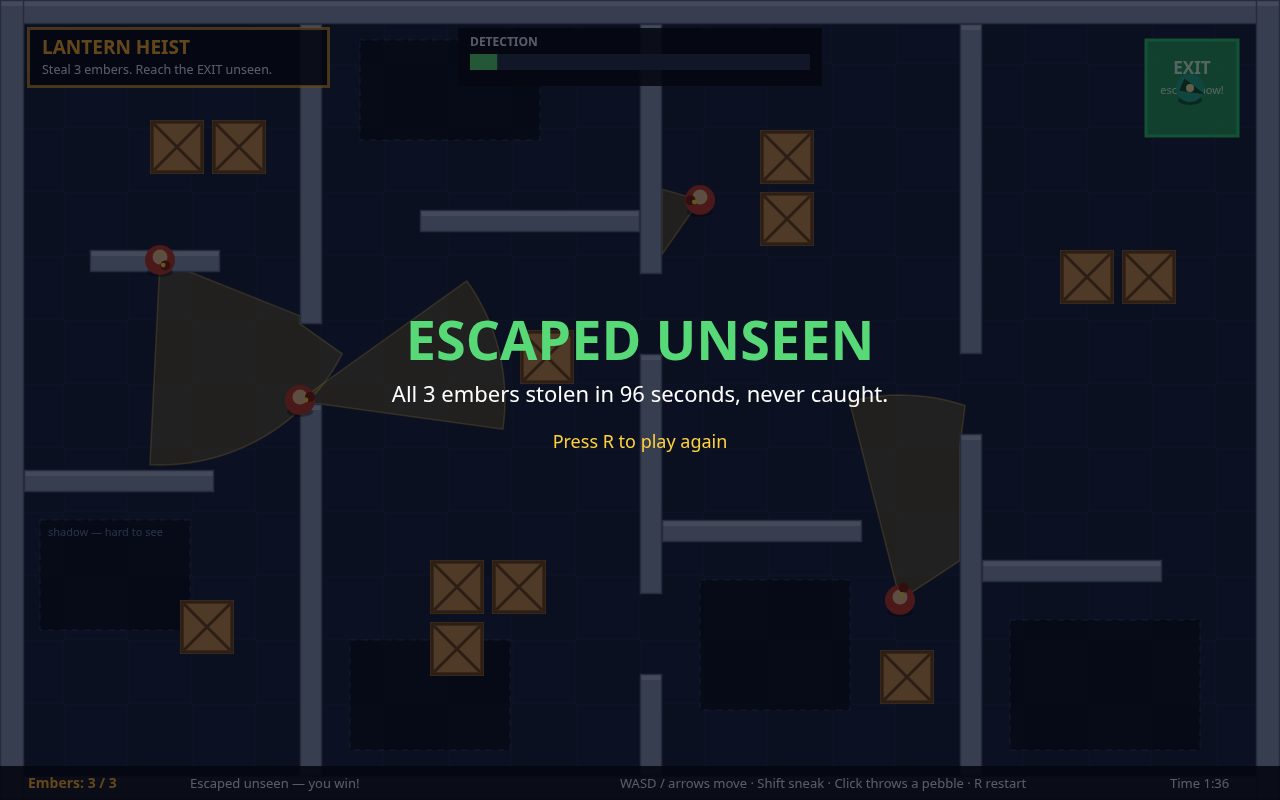 LANTERN HEIST
Steal 3 embers. Reach the EXIT unseen.
DETECTION
EXIT
ESCAPED UNSEEN
All 3 embers stolen in 96 seconds, never caught.
Press R to play again
shadow — hard to see
Embers: 3 / 3
Escaped unseen — you win!
WASD / arrows move · Shift sneak · Click throws a pebble · R restart
Time 1:36